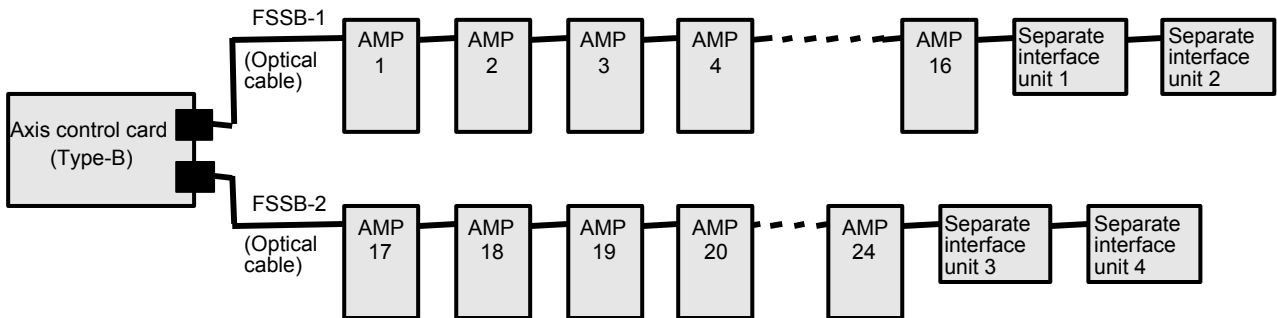 FSSB-1
(Optical
cable)
AMP
1
AMP
2
AMP
3
AMP
4
AMP
16
Separate
interface
unit 1
Separate
interface
unit 2
Axis control card
(Type-B)
FSSB-2
(Optical
cable)
AMP
17
AMP
18
AMP
19
AMP
20
AMP
24
Separate
interface
unit 3
Separate
interface
unit 4